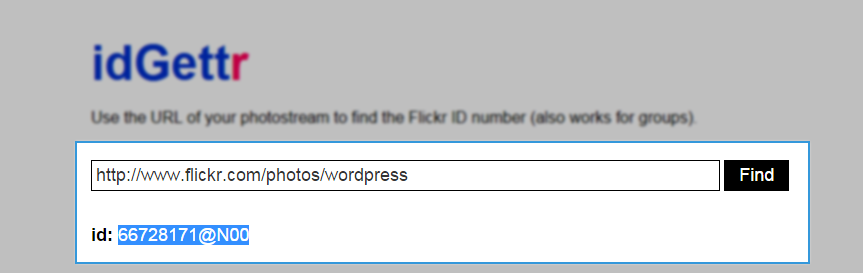 idGettr
Use the URL of your photostream to find the Flickr ID number (also works for groups).
http://www.flickr.com/photos/wordpress
Find
id: 66728171@N00